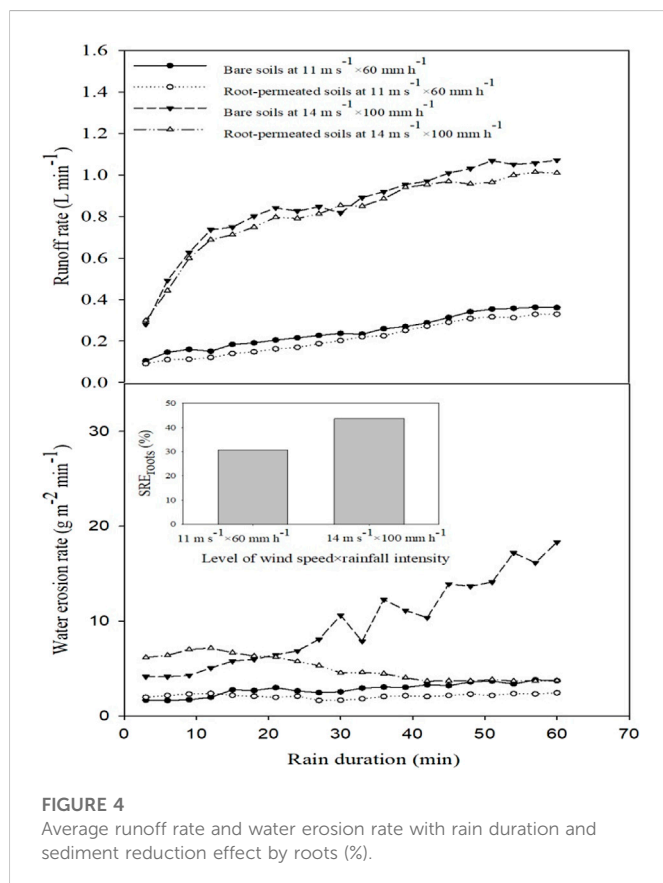 1.6
1.4
1.2
1.0
0.8
0.6
0.4
0.2
0.0
Runoff rate (L min⁻¹)
Bare soils at 11 m s⁻¹×60 mm h⁻¹
Root-permeated soils at 11 m s⁻¹×60 mm h⁻¹
Bare soils at 14 m s⁻¹×100 mm h⁻¹
Root-permeated soils at 14 m s⁻¹×100 mm h⁻¹
30
20
10
0
Water erosion rate (g m⁻² min⁻¹)
50
40
30
20
10
0
SREroots (%)
11 m s⁻¹×60 mm h⁻¹ 14 m s⁻¹×100 mm h⁻¹
Level of wind speed×rainfall intensity
0 10 20 30 40 50 60 70
Rain duration (min)
FIGURE 4
Average runoff rate and water erosion rate with rain duration and
sediment reduction effect by roots (%).